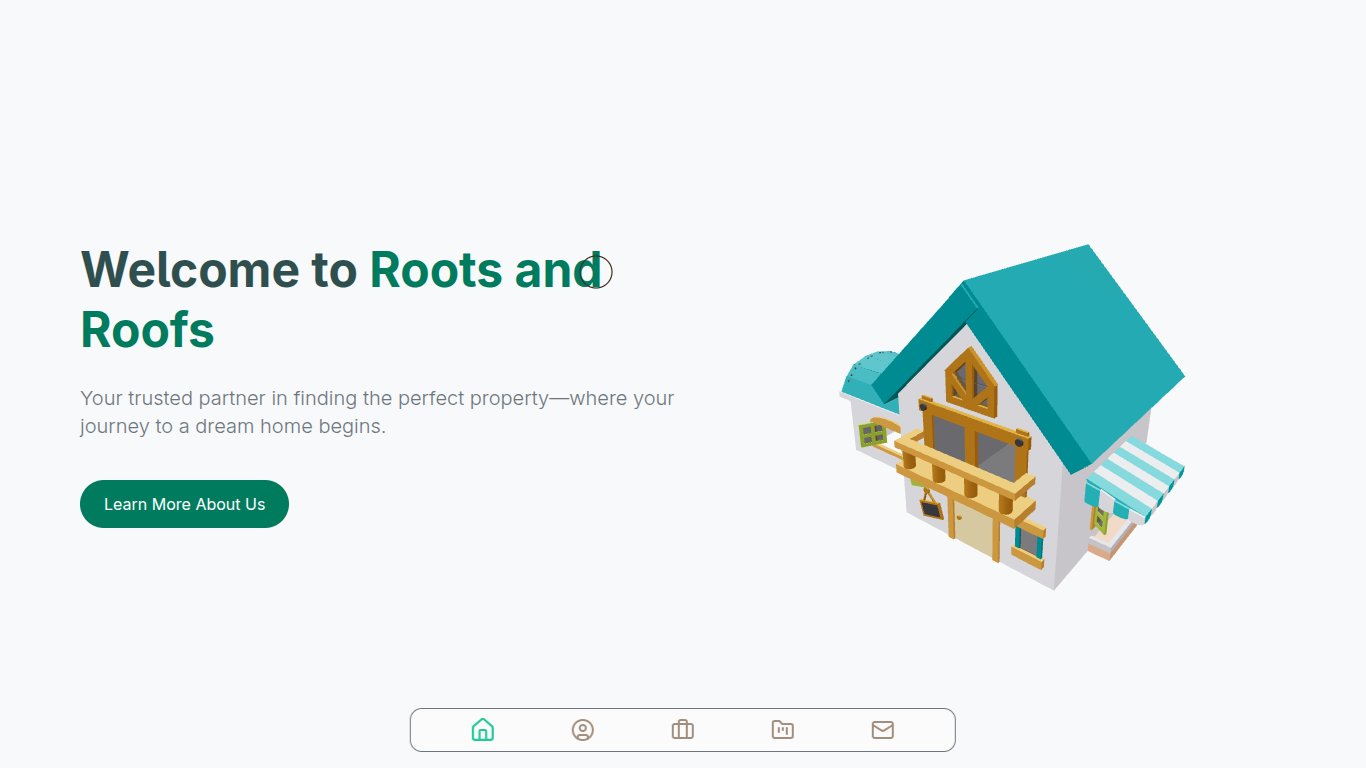 Welcome to Roots and
Roofs
Your trusted partner in finding the perfect property—where your
journey to a dream home begins.
Learn More About Us